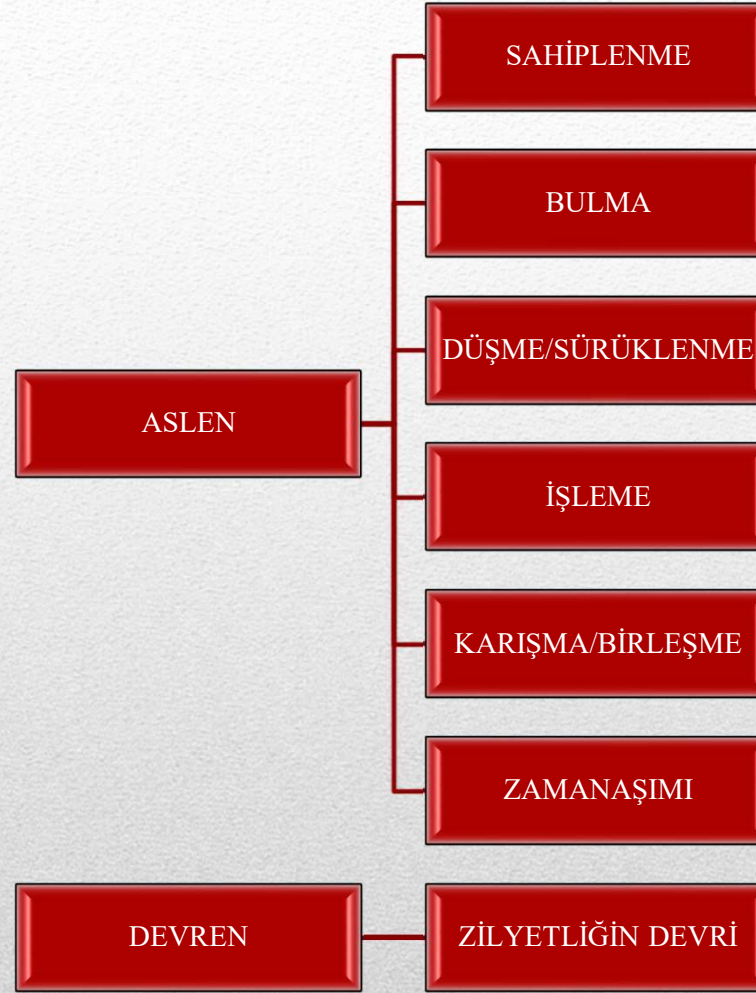 ASLEN
SAHİPLENME
BULMA
DÜŞME/SÜRÜKLENME
İŞLEME
KARIŞMA/BİRLEŞME
ZAMANAŞIMI
DEVREN
ZİLYETLİĞİN DEVRİ